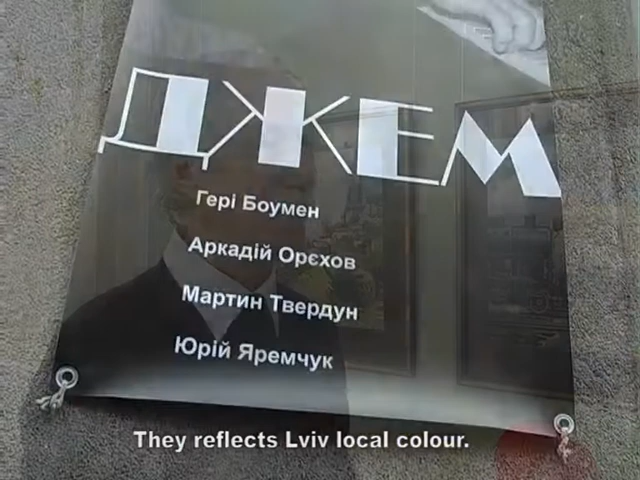 ДЖЕМ
Гері Боумен
Аркадій Орєхов
Мартин Твердун
Юрій Яремчук
They reflects Lviv local colour.